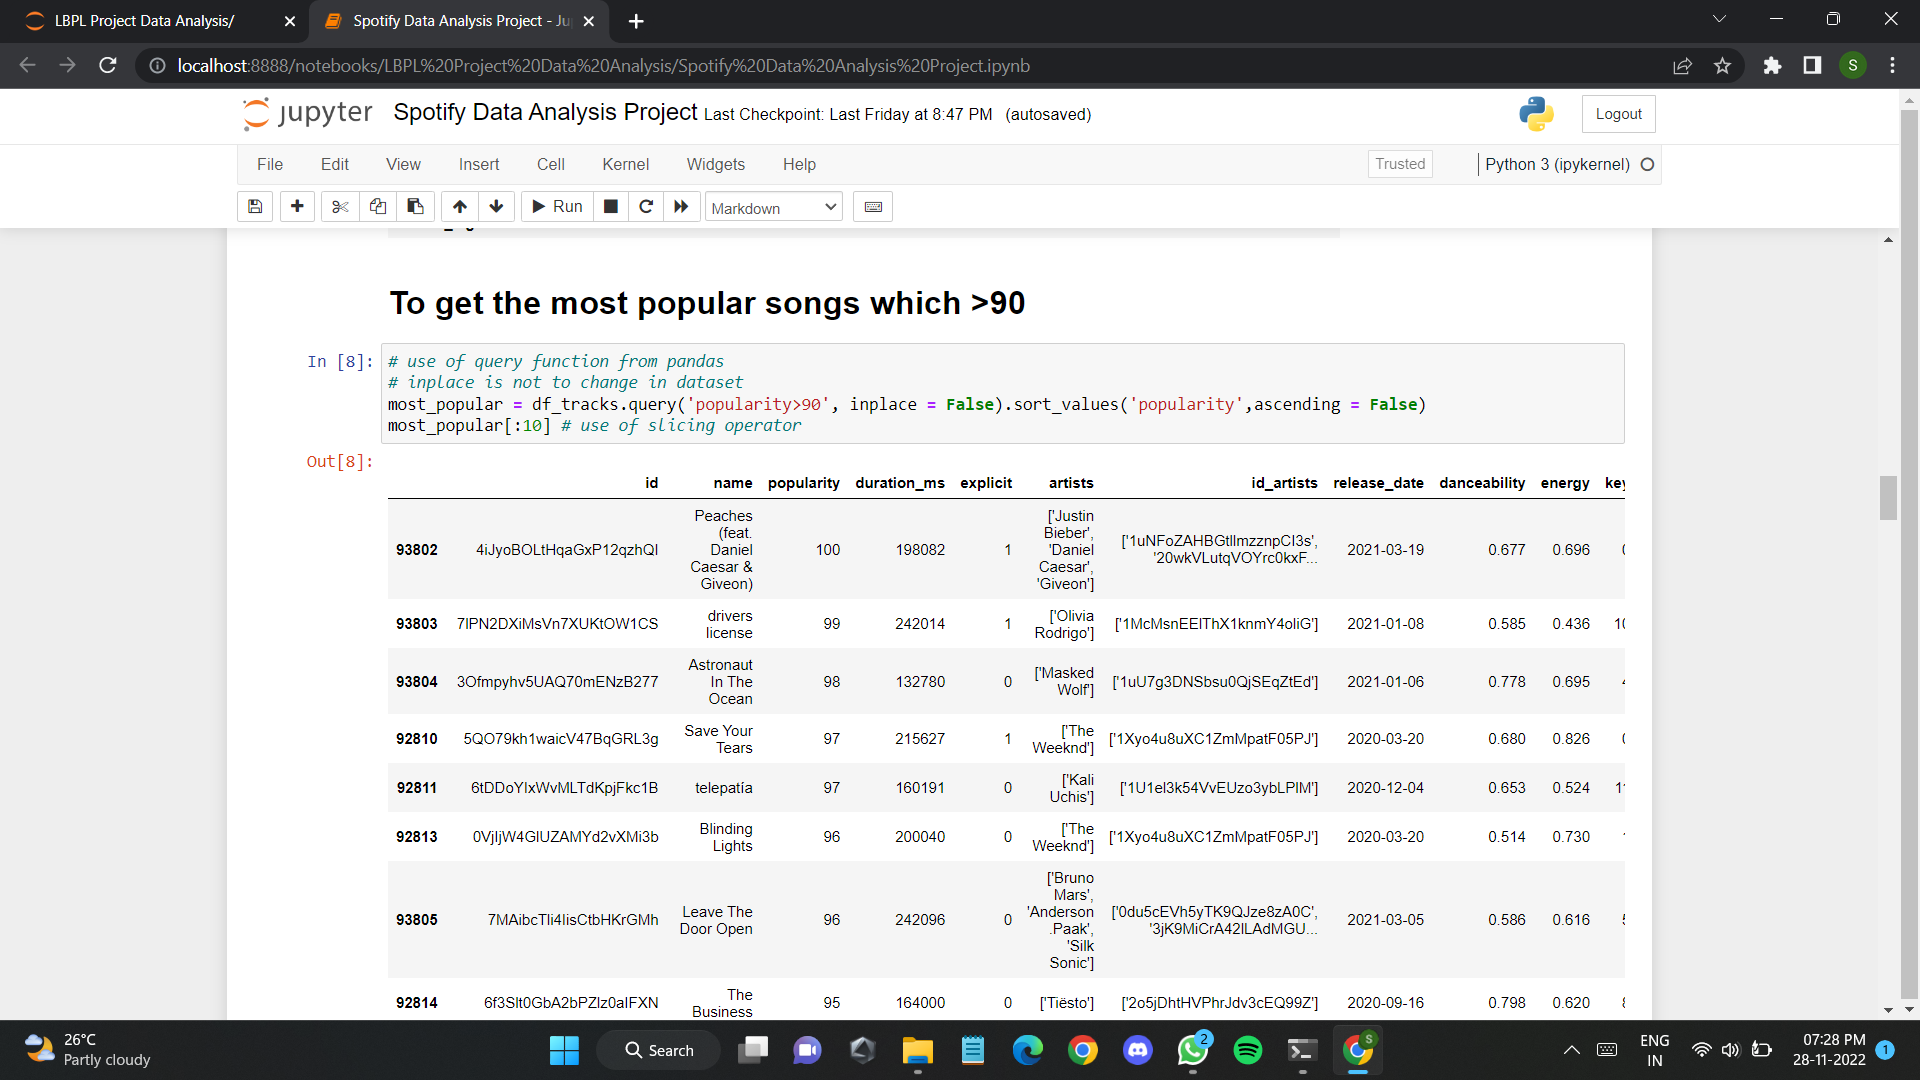 LBPL Project Data Analysis/
Spotify Data Analysis Project - Ju
localhost:8888/notebooks/LBPL%20Project%20Data%20Analysis/Spotify%20Data%20Analysis%20Project.ipynb
S
jupyter Spotify Data Analysis Project Last Checkpoint: Last Friday at 8:47 PM (autosaved)
Logout
File Edit View Insert Cell Kernel Widgets Help
Trusted
Python 3 (ipykernel)
Run
Markdown
To get the most popular songs which >90
In [8]:
# use of query function from pandas
# inplace is not to change in dataset
most_popular = df_tracks.query('popularity>90', inplace = False).sort_values('popularity',ascending = False)
most_popular[:10] # use of slicing operator
Out[8]:
id name popularity duration_ms explicit artists id_artists release_date danceability energy key
93802 4iJyoBOLtHqaGxP12qzhQI Peaches (feat. Daniel Caesar & Giveon) 100 198082 1 ['Justin Bieber', 'Daniel Caesar', 'Giveon'] ['1uNFoZAHBGtllmzznpCI3s', '20wkVLutqVOYrc0kxF... 2021-03-19 0.677 0.696
93803 7lPN2DXiMsVn7XUKtOW1CS drivers license 99 242014 1 ['Olivia Rodrigo'] ['1McMsnEElThX1knmY4oliG'] 2021-01-08 0.585 0.436 10
93804 3Ofmpyhv5UAQ70mENzB277 Astronaut In The Ocean 98 132780 0 ['Masked Wolf'] ['1uU7g3DNSbsu0QjSEqZtEd'] 2021-01-06 0.778 0.695
92810 5QO79kh1waicV47BqGRL3g Save Your Tears 97 215627 1 ['The Weeknd'] ['1Xyo4u8uXC1ZmMpatF05PJ'] 2020-03-20 0.680 0.826
92811 6tDDoYIxWvMLTdKpjFkc1B telepatía 97 160191 0 ['Kali Uchis'] ['1U1el3k54VvEUzo3ybLPlM'] 2020-12-04 0.653 0.524 11
92813 0VjIjW4GlUZAMYd2vXMi3b Blinding Lights 96 200040 0 ['The Weeknd'] ['1Xyo4u8uXC1ZmMpatF05PJ'] 2020-03-20 0.514 0.730
93805 7MAibcTli4IisCtbHKrGMh Leave The Door Open 96 242096 0 ['Bruno Mars', 'Anderson .Paak', 'Silk Sonic'] ['0du5cEVh5yTK9QJze8zA0C', '3jK9MiCrA42lLAdMGU... 2021-03-05 0.586 0.616
92814 6f3Slt0GbA2bPZlz0aIFXN The Business 95 164000 0 ['Tiësto'] ['2o5jDhtHVPhrJdv3cEQ99Z'] 2020-09-16 0.798 0.620
26°C
Partly cloudy
Search
2
S
ENG
IN
07:28 PM
28-11-2022
1